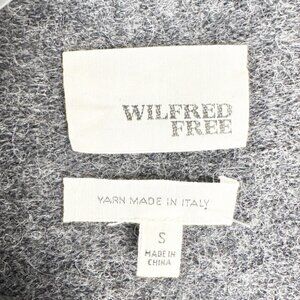 WILFRED
FREE
YARN MADE IN ITALY
S
MADE IN
CHINA